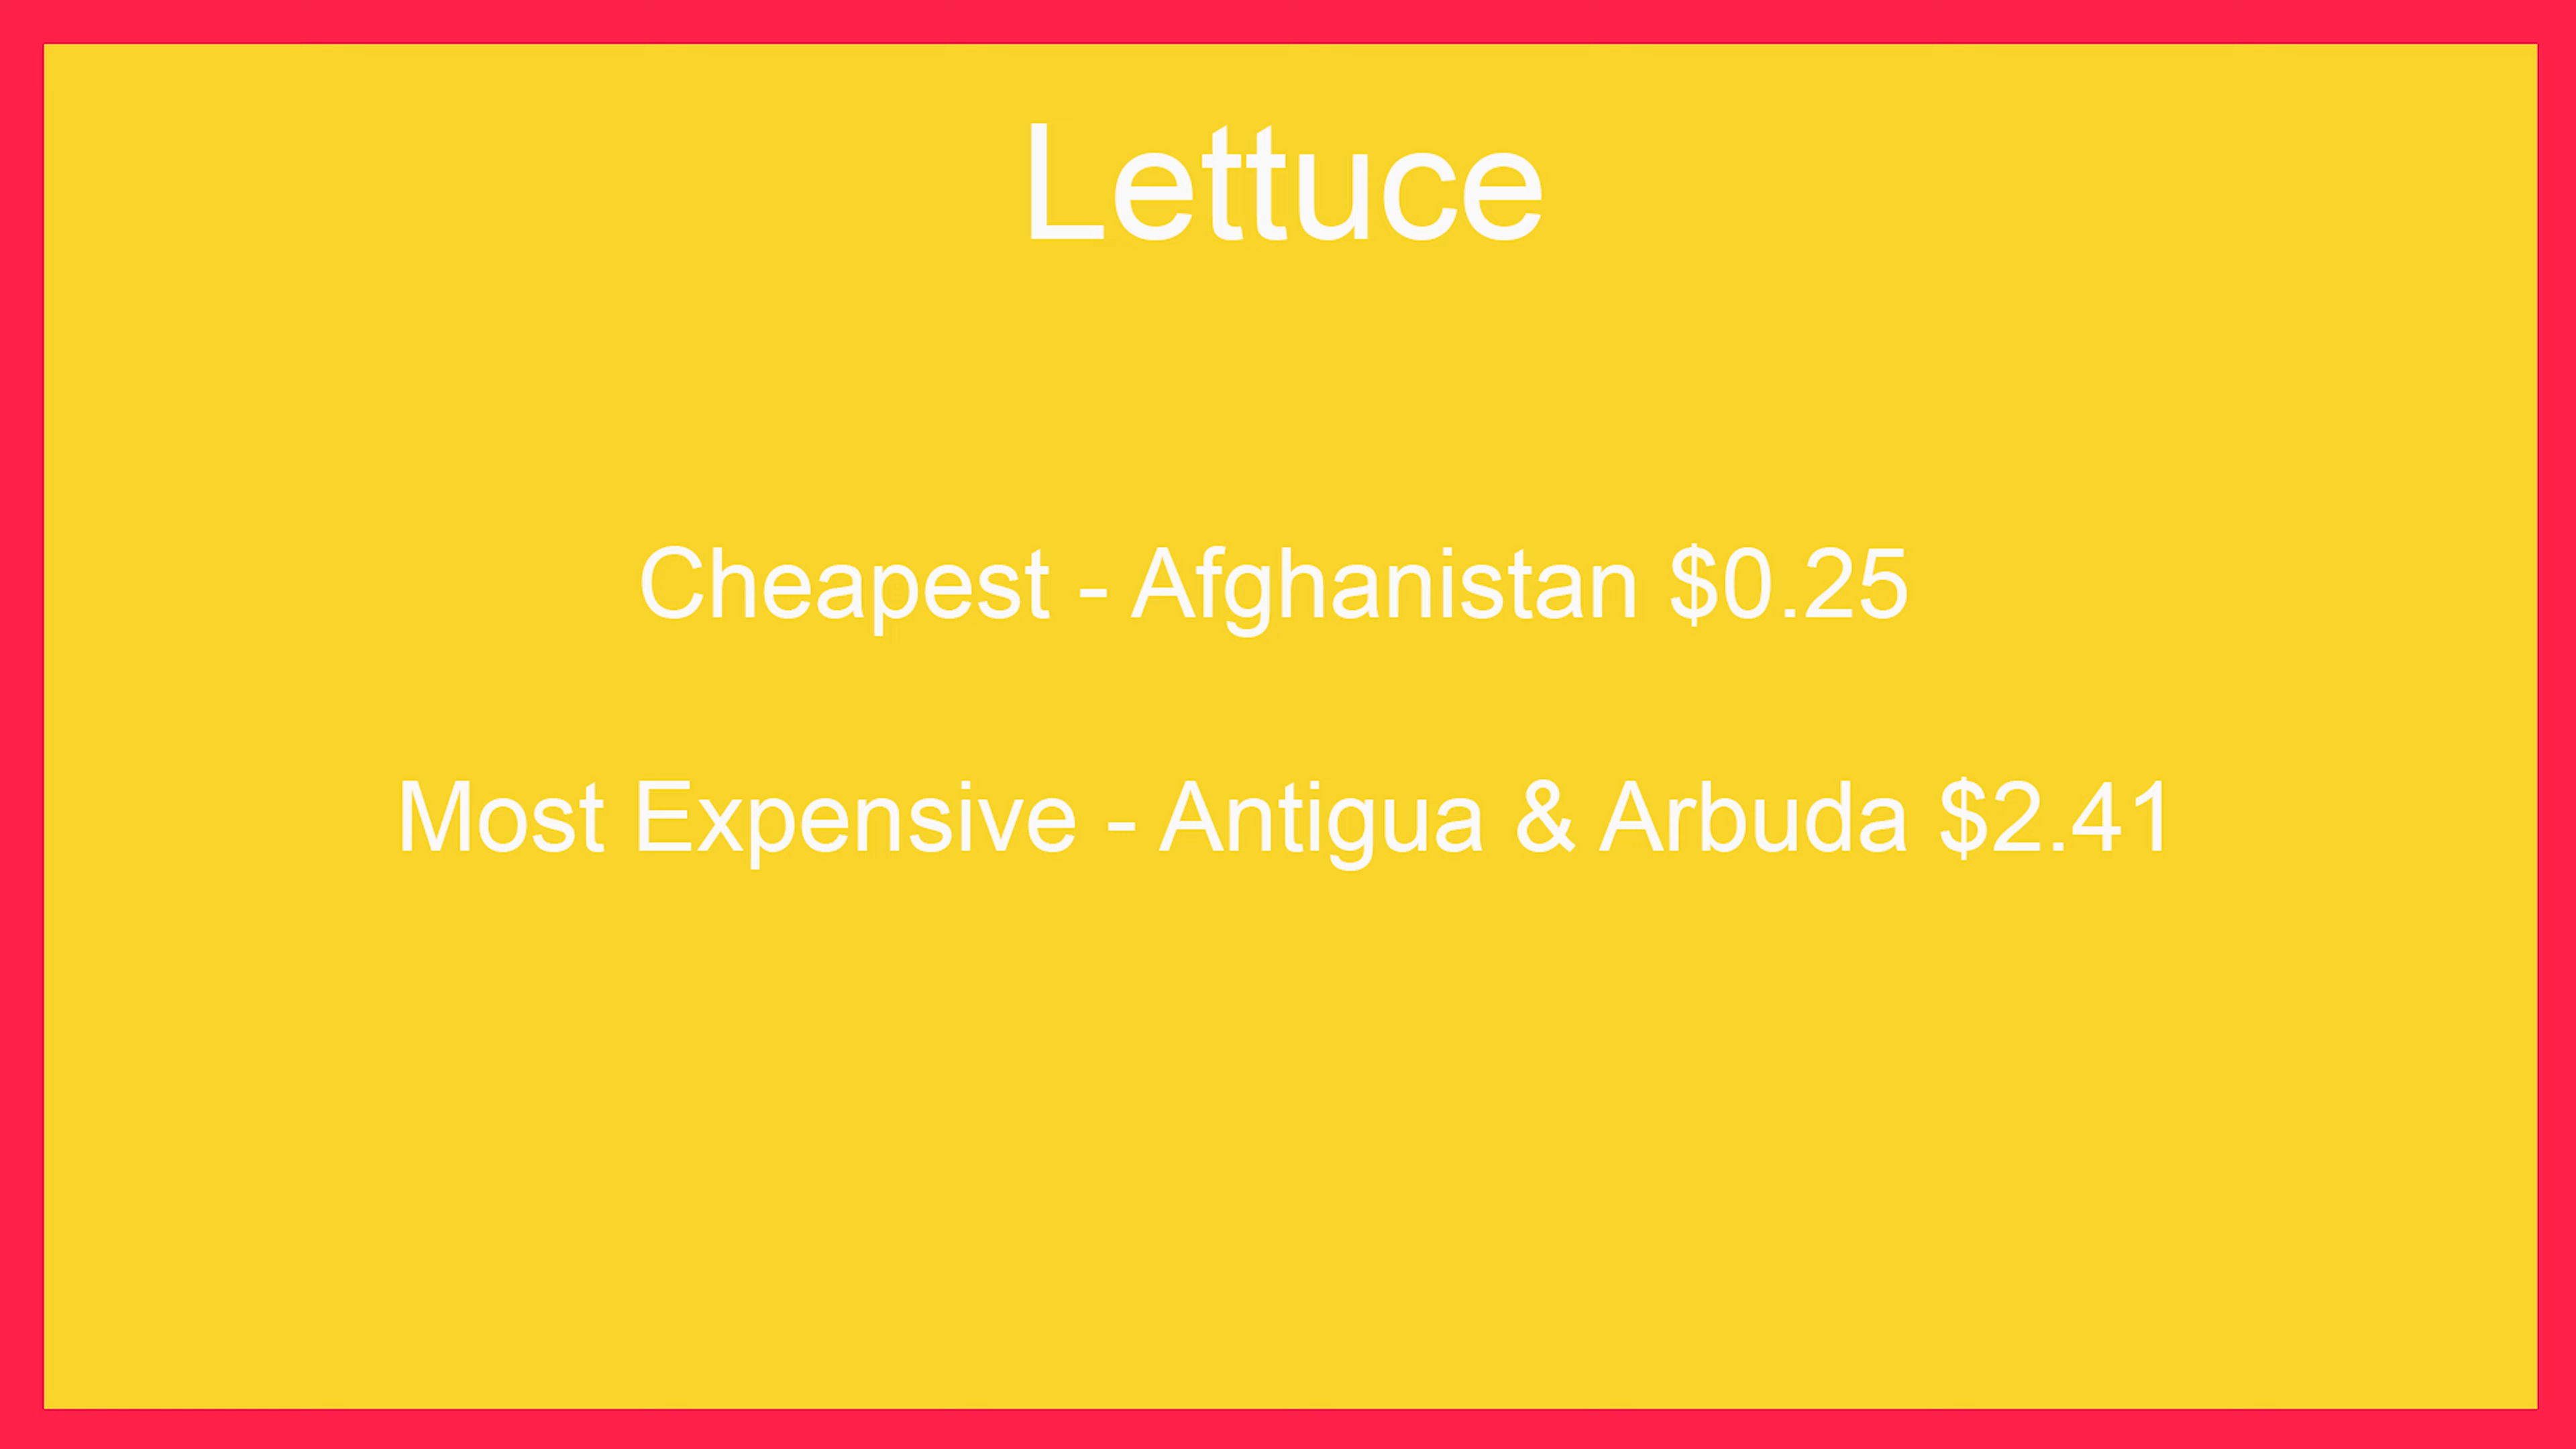 Lettuce
Cheapest - Afghanistan $0.25
Most Expensive - Antigua & Arbuda $2.41